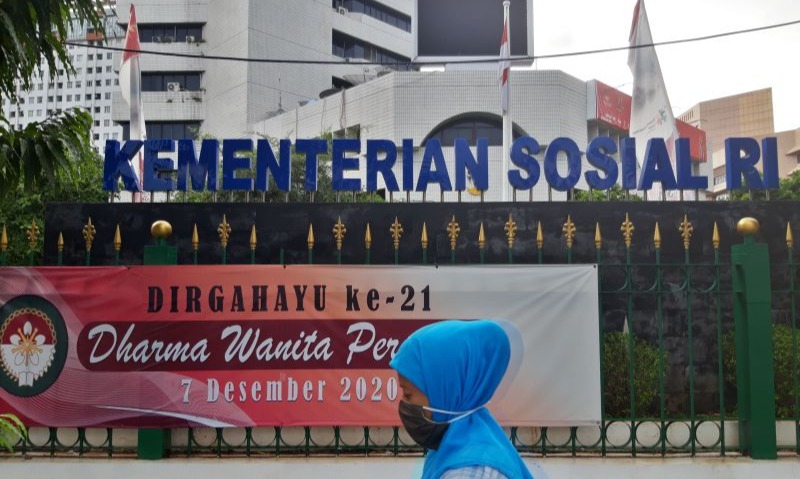 KEMENTERIAN SOSIAL RI
DIRGAHAYU ke-21
Dharma Wanita Per
7 Desember 2020